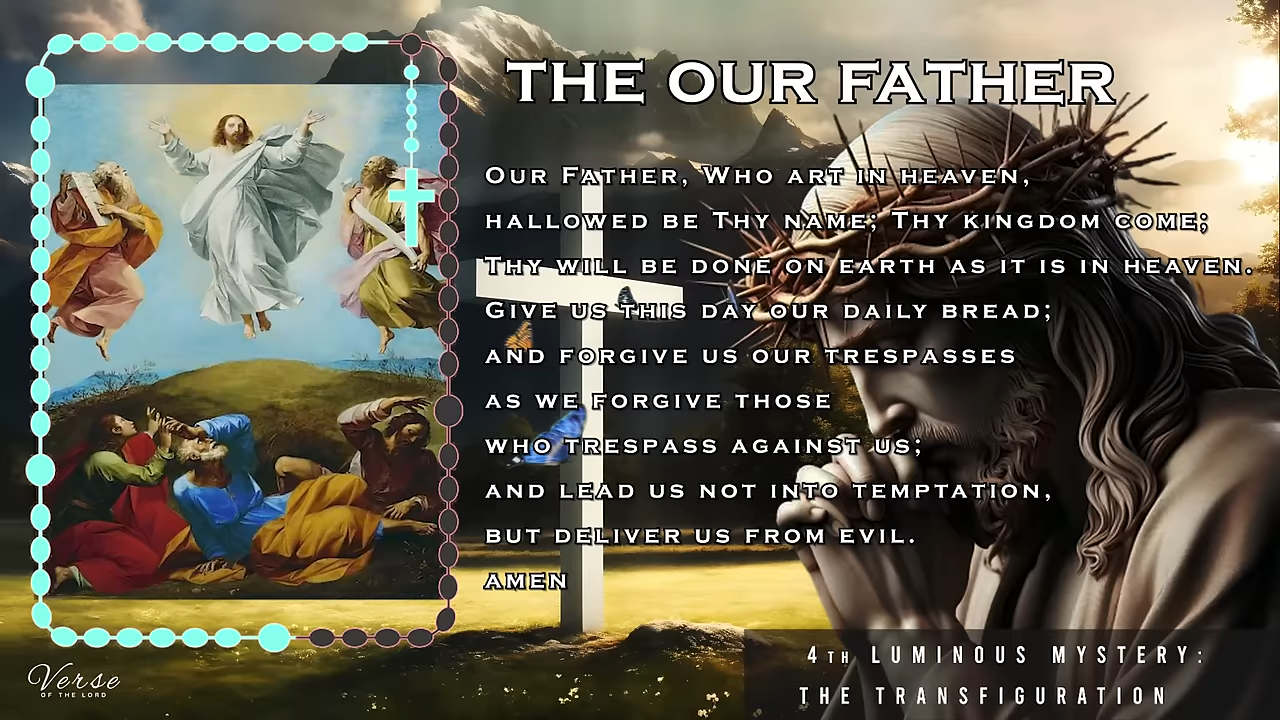 THE OUR FATHER
OUR FATHER, WHO ART IN HEAVEN,
HALLOWED BE THY NAME; THY KINGDOM COME;
THY WILL BE DONE ON EARTH AS IT IS IN HEAVEN.
GIVE US THIS DAY OUR DAILY BREAD;
AND FORGIVE US OUR TRESPASSES
AS WE FORGIVE THOSE
WHO TRESPASS AGAINST US;
AND LEAD US NOT INTO TEMPTATION,
BUT DELIVER US FROM EVIL.
AMEN
4TH LUMINOUS MYSTERY:
THE TRANSFIGURATION
Verse
OF THE LORD